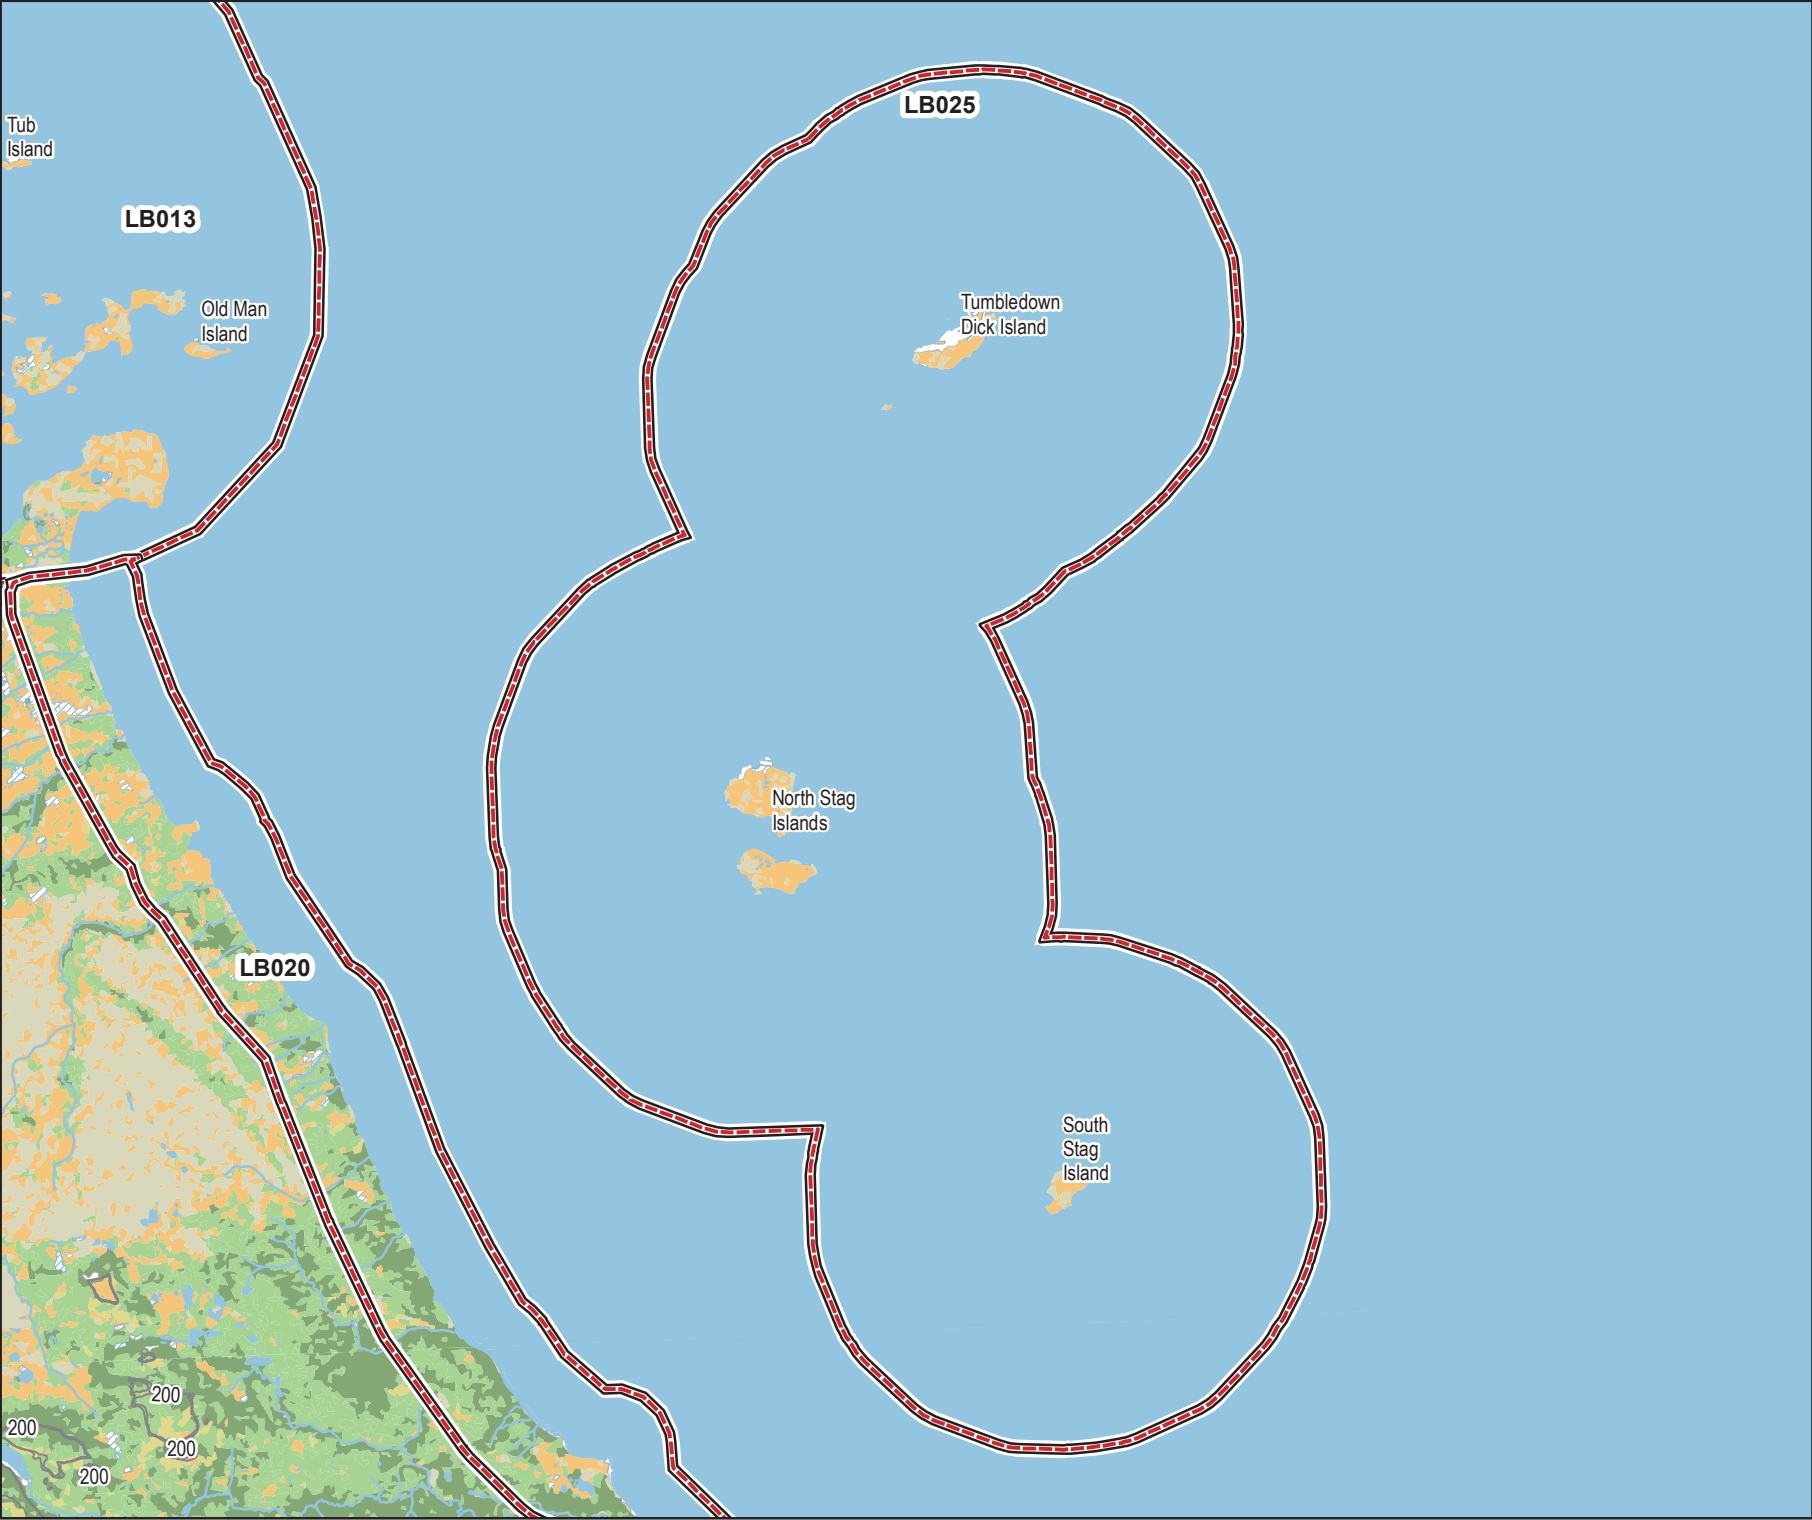 LB025
Tub
Island
LB013
Old Man
Island
Tumbledown
Dick Island
North Stag
Islands
LB020
South
Stag
Island
200
200
200
200